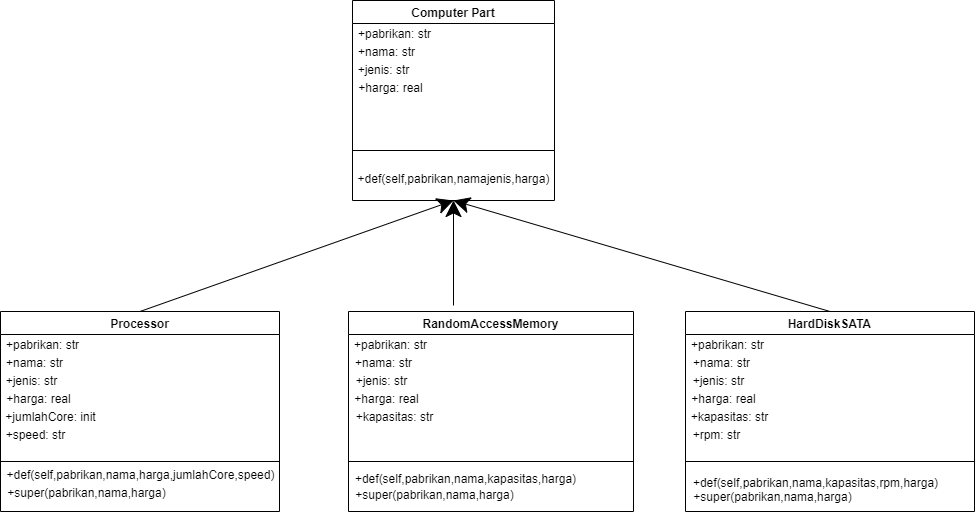 Computer Part
+pabrikan: str
+nama: str
+jenis: str
+harga: real
+def(self,pabrikan,namajenis,harga)
Processor
+pabrikan: str
+nama: str
+jenis: str
+harga: real
+jumlahCore: init
+speed: str
+def(self,pabrikan,nama,harga,jumlahCore,speed)
+super(pabrikan,nama,harga)
RandomAccessMemory
+pabrikan: str
+nama: str
+jenis: str
+harga: real
+kapasitas: str
+def(self,pabrikan,nama,kapasitas,harga)
+super(pabrikan,nama,harga)
HardDiskSATA
+pabrikan: str
+nama: str
+jenis: str
+harga: real
+kapasitas: str
+rpm: str
+def(self,pabrikan,nama,kapasitas,rpm,harga)
+super(pabrikan,nama,harga)